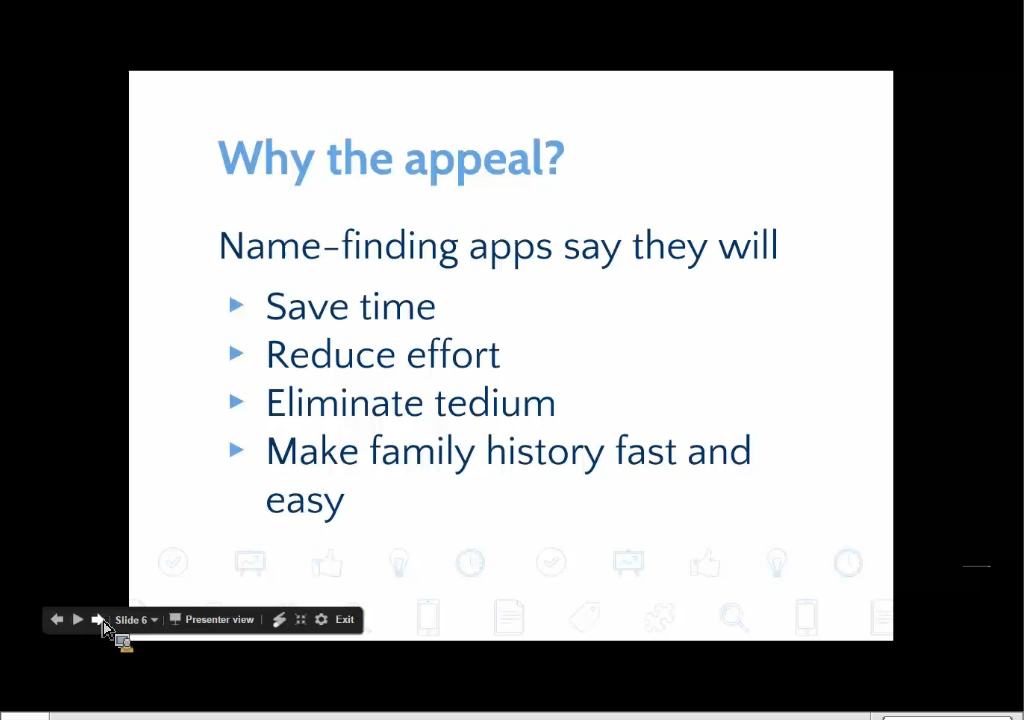 Why the appeal?
Name-finding apps say they will
Save time
Reduce effort
Eliminate tedium
Make family history fast and
easy
Slide 6 Presenter view Exit